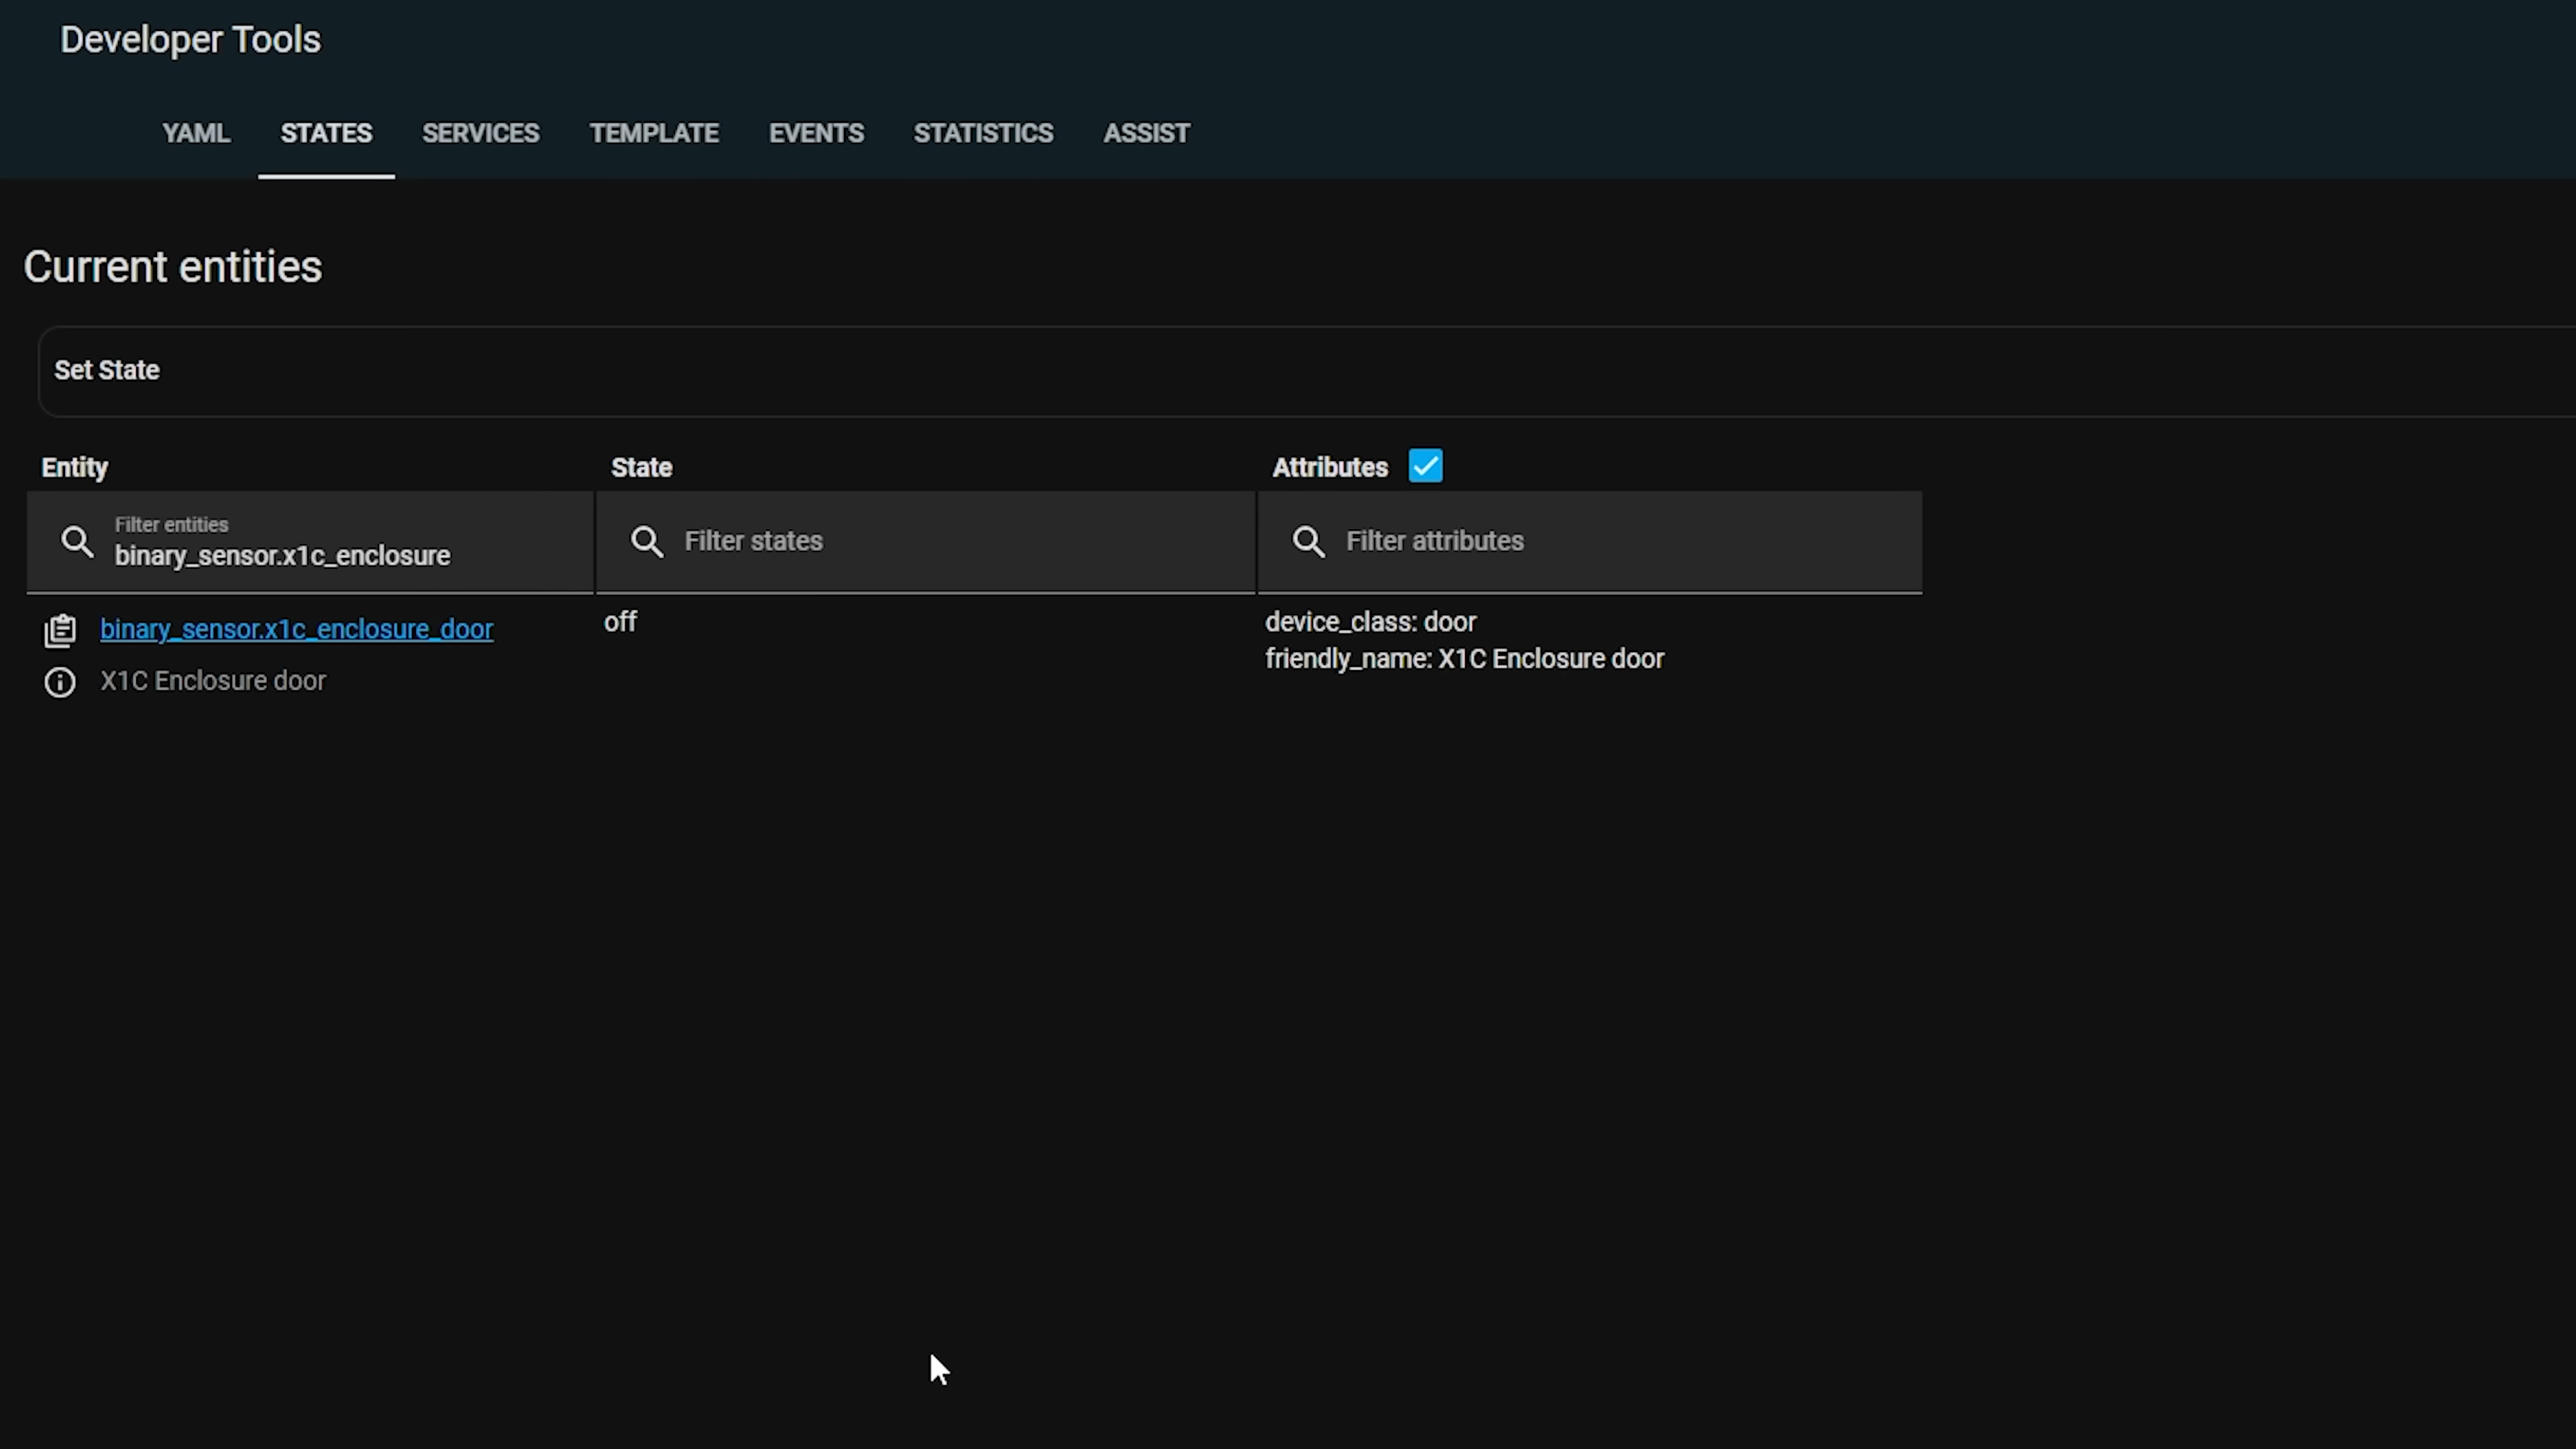 Developer Tools
YAML STATES SERVICES TEMPLATE EVENTS STATISTICS ASSIST
Current entities
Set State
Entity State Attributes
Filter entities
binary_sensor.x1c_enclosure Filter states Filter attributes
binary_sensor.x1c_enclosure_door off device_class: door
friendly_name: X1C Enclosure door
X1C Enclosure door